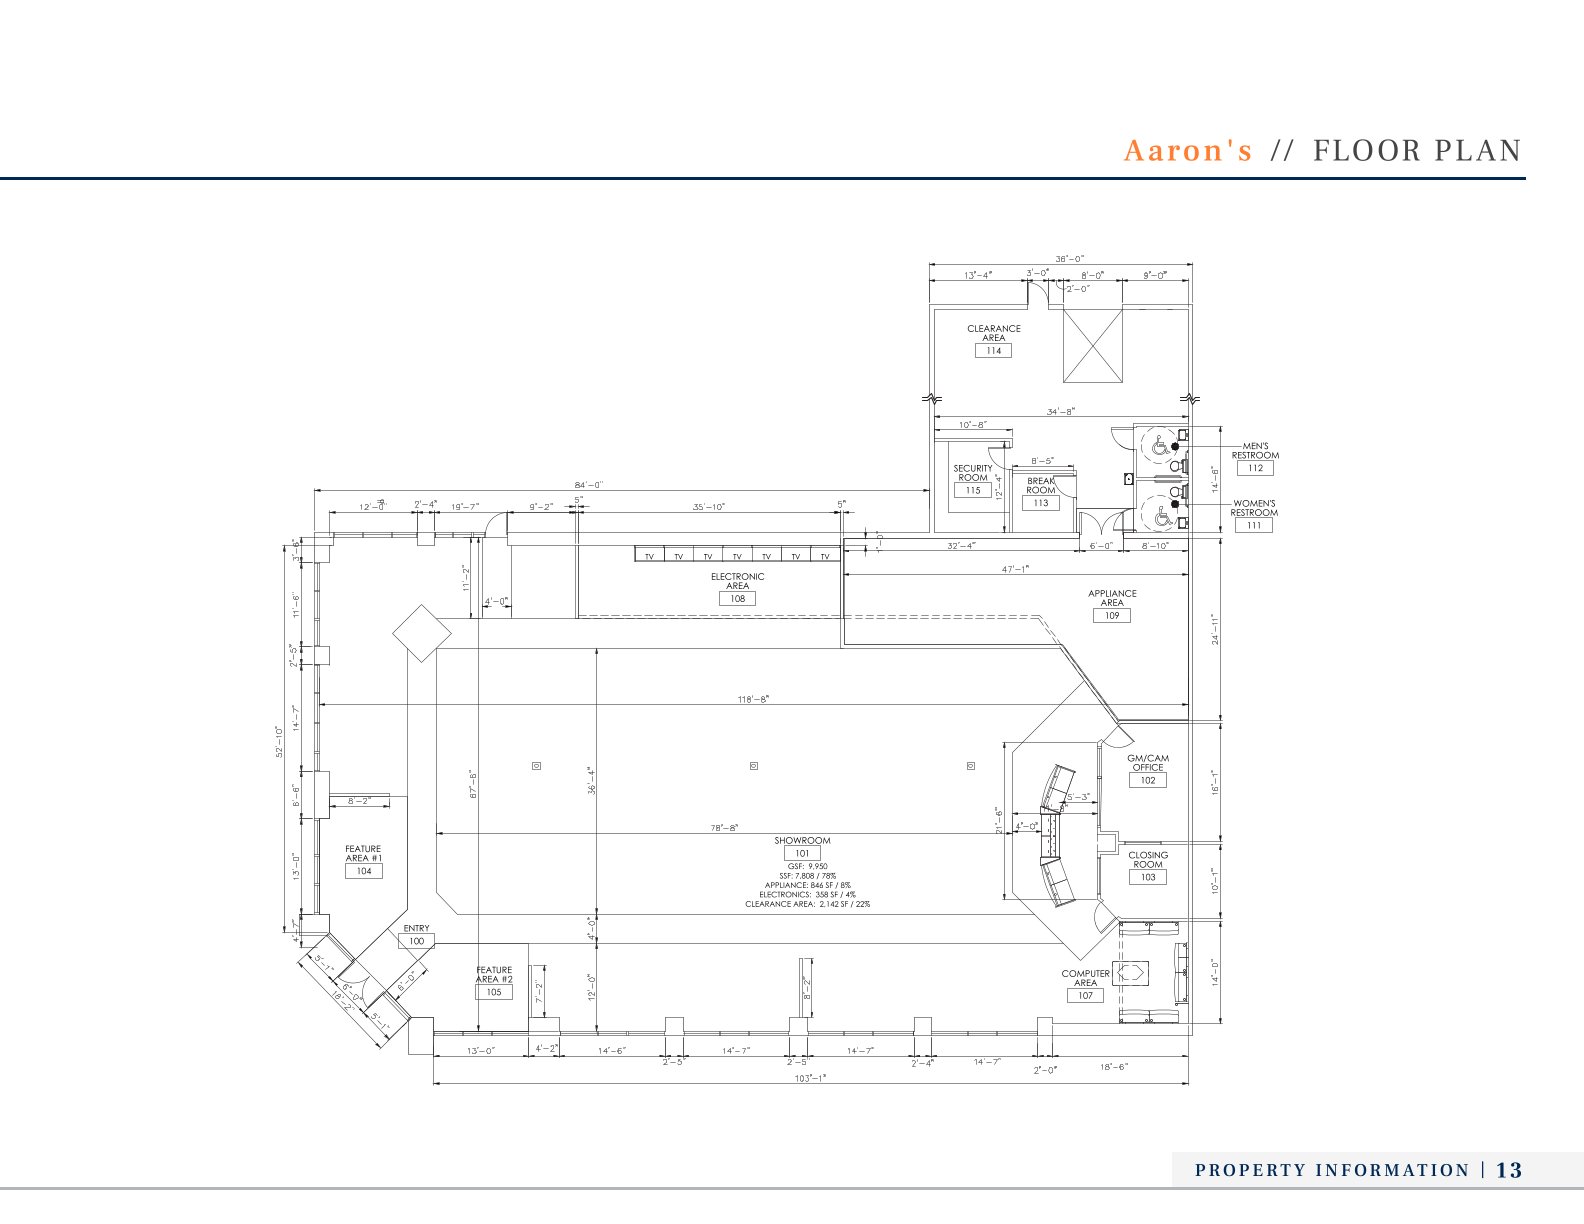 Aaron's // FLOOR PLAN
36'-0"
13'-4" 3'-0" 8'-0" 9'-0"
2'-0"
CLEARANCE
AREA
114
34'-8"
10'-8"
MEN'S
RESTROOM
112
SECURITY
ROOM
115
12'-4"
8'-5"
BREAK
ROOM
113
14'-6"
WOMEN'S
RESTROOM
111
84'-0"
12'-0" 2'-4" 19'-7" 9'-2" 5" 35'-10" 5"
32'-4" 6'-0" 8'-10"
TV TV TV TV TV TV TV
47'-1"
3'-6"
11'-2"
4'-0"
ELECTRONIC
AREA
108
APPLIANCE
AREA
109
11'-6"
24'-11"
2'-5"
118'-8"
14'-7"
52'-10"
67'-6"
36'-4"
GM/CAM
OFFICE
102
16'-1"
8'-6"
8'-2"
5'-3"
21'-6"
4'-0"
78'-8"
SHOWROOM
101
GSF: 9,950
SSF: 7,808 / 78%
APPLIANCE: 846 SF / 8%
ELECTRONICS: 358 SF / 4%
CLEARANCE AREA: 2,142 SF / 22%
FEATURE
AREA #1
104
13'-0"
CLOSING
ROOM
103
10'-1"
4'-7"
ENTRY
100
4'-0"
5'-1"
6'-0"
18'-2"
5'-1"
6'-0"
FEATURE
AREA #2
105
7'-2"
12'-0"
8'-2"
COMPUTER
AREA
107
14'-0"
13'-0" 4'-2" 14'-6" 2'-5" 14'-7" 2'-5" 14'-7" 2'-4" 14'-7" 2'-0" 18'-6"
103'-1"
PROPERTY INFORMATION | 13